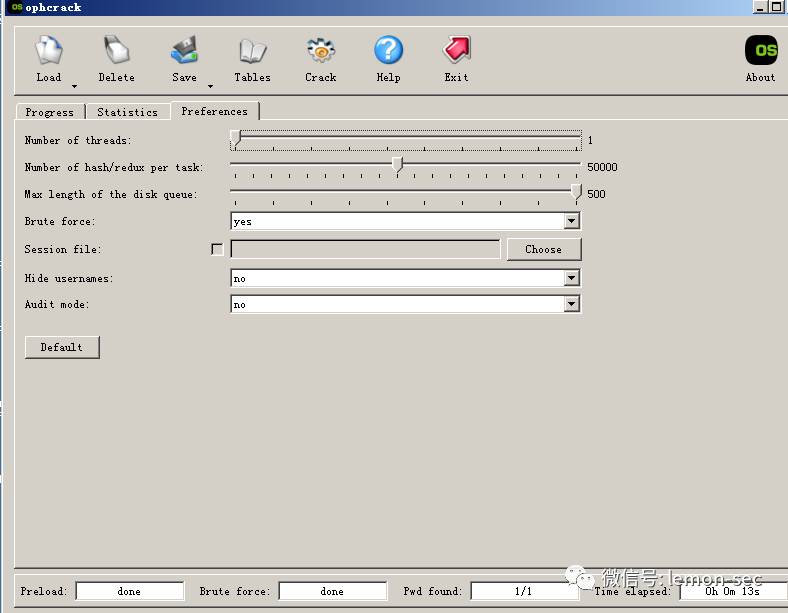 OS ophcrack
Load Delete Save Tables Crack Help Exit OS About
Progress Statistics Preferences
Number of threads: 1
Number of hash/redux per task: 50000
Max length of the disk queue: 500
Brute force: yes
Session file: Choose
Hide usernames: no
Audit mode: no
Default
微信号: lemon-sec
Preload: done Brute force: done Pwd found: 1/1 Time elapsed: 0h 0m 13s